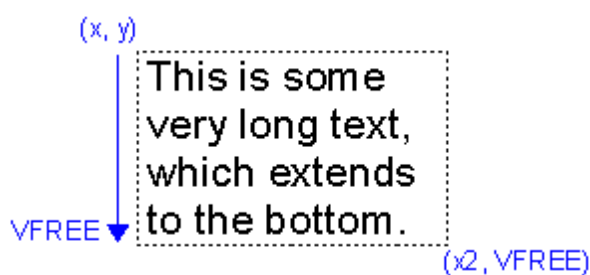 (x, y)
This is some
very long text,
which extends
to the bottom.
VFREE
(x2, VFREE)